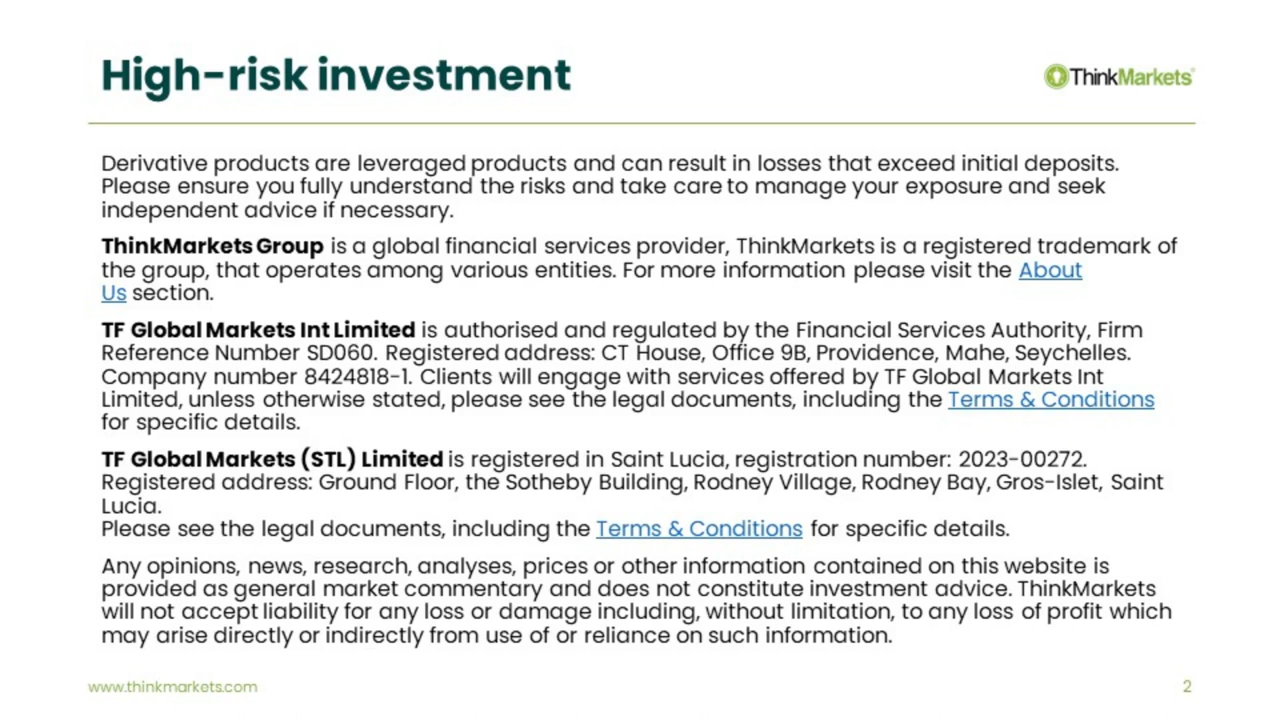 High-risk investment
ThinkMarkets®
Derivative products are leveraged products and can result in losses that exceed initial deposits.
Please ensure you fully understand the risks and take care to manage your exposure and seek
independent advice if necessary.
ThinkMarkets Group is a global financial services provider, ThinkMarkets is a registered trademark of
the group, that operates among various entities. For more information please visit the About
Us section.
TF Global Markets Int Limited is authorised and regulated by the Financial Services Authority, Firm
Reference Number SD060. Registered address: CT House, Office 9B, Providence, Mahe, Seychelles.
Company number 8424818-1. Clients will engage with services offered by TF Global Markets Int
Limited, unless otherwise stated, please see the legal documents, including the Terms & Conditions
for specific details.
TF Global Markets (STL) Limited is registered in Saint Lucia, registration number: 2023-00272.
Registered address: Ground Floor, the Sotheby Building, Rodney Village, Rodney Bay, Gros-Islet, Saint
Lucia.
Please see the legal documents, including the Terms & Conditions for specific details.
Any opinions, news, research, analyses, prices or other information contained on this website is
provided as general market commentary and does not constitute investment advice. ThinkMarkets
will not accept liability for any loss or damage including, without limitation, to any loss of profit which
may arise directly or indirectly from use of or reliance on such information.
www.thinkmarkets.com
2